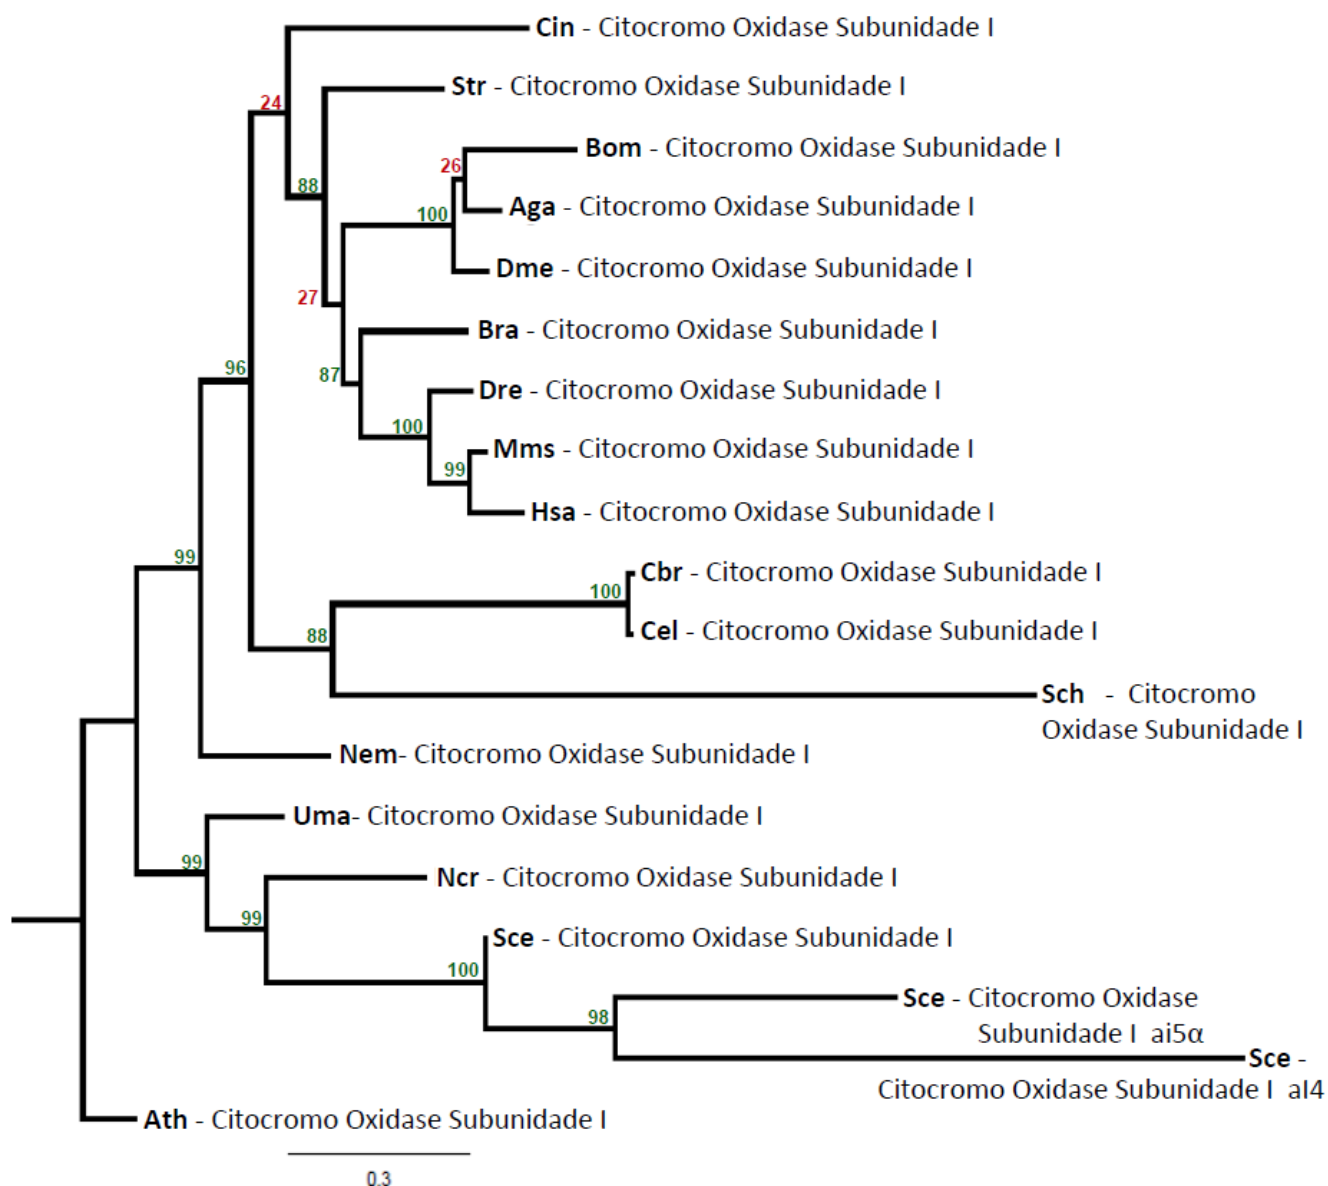 Cin - Citocromo Oxidase Subunidade I
24
Str - Citocromo Oxidase Subunidade I
Bom - Citocromo Oxidase Subunidade I
26
88
Aga - Citocromo Oxidase Subunidade I
100
Dme - Citocromo Oxidase Subunidade I
27
Bra - Citocromo Oxidase Subunidade I
96
87
Dre - Citocromo Oxidase Subunidade I
100
Mms - Citocromo Oxidase Subunidade I
99
Hsa - Citocromo Oxidase Subunidade I
99
Cbr - Citocromo Oxidase Subunidade I
100
Cel - Citocromo Oxidase Subunidade I
88
Sch - Citocromo
Oxidase Subunidade I
Nem- Citocromo Oxidase Subunidade I
Uma- Citocromo Oxidase Subunidade I
99
Ncr - Citocromo Oxidase Subunidade I
99
Sce - Citocromo Oxidase Subunidade I
100
Sce - Citocromo Oxidase
Subunidade I ai5α
98
Sce -
Citocromo Oxidase Subunidade I aI4
Ath - Citocromo Oxidase Subunidade I
0.3